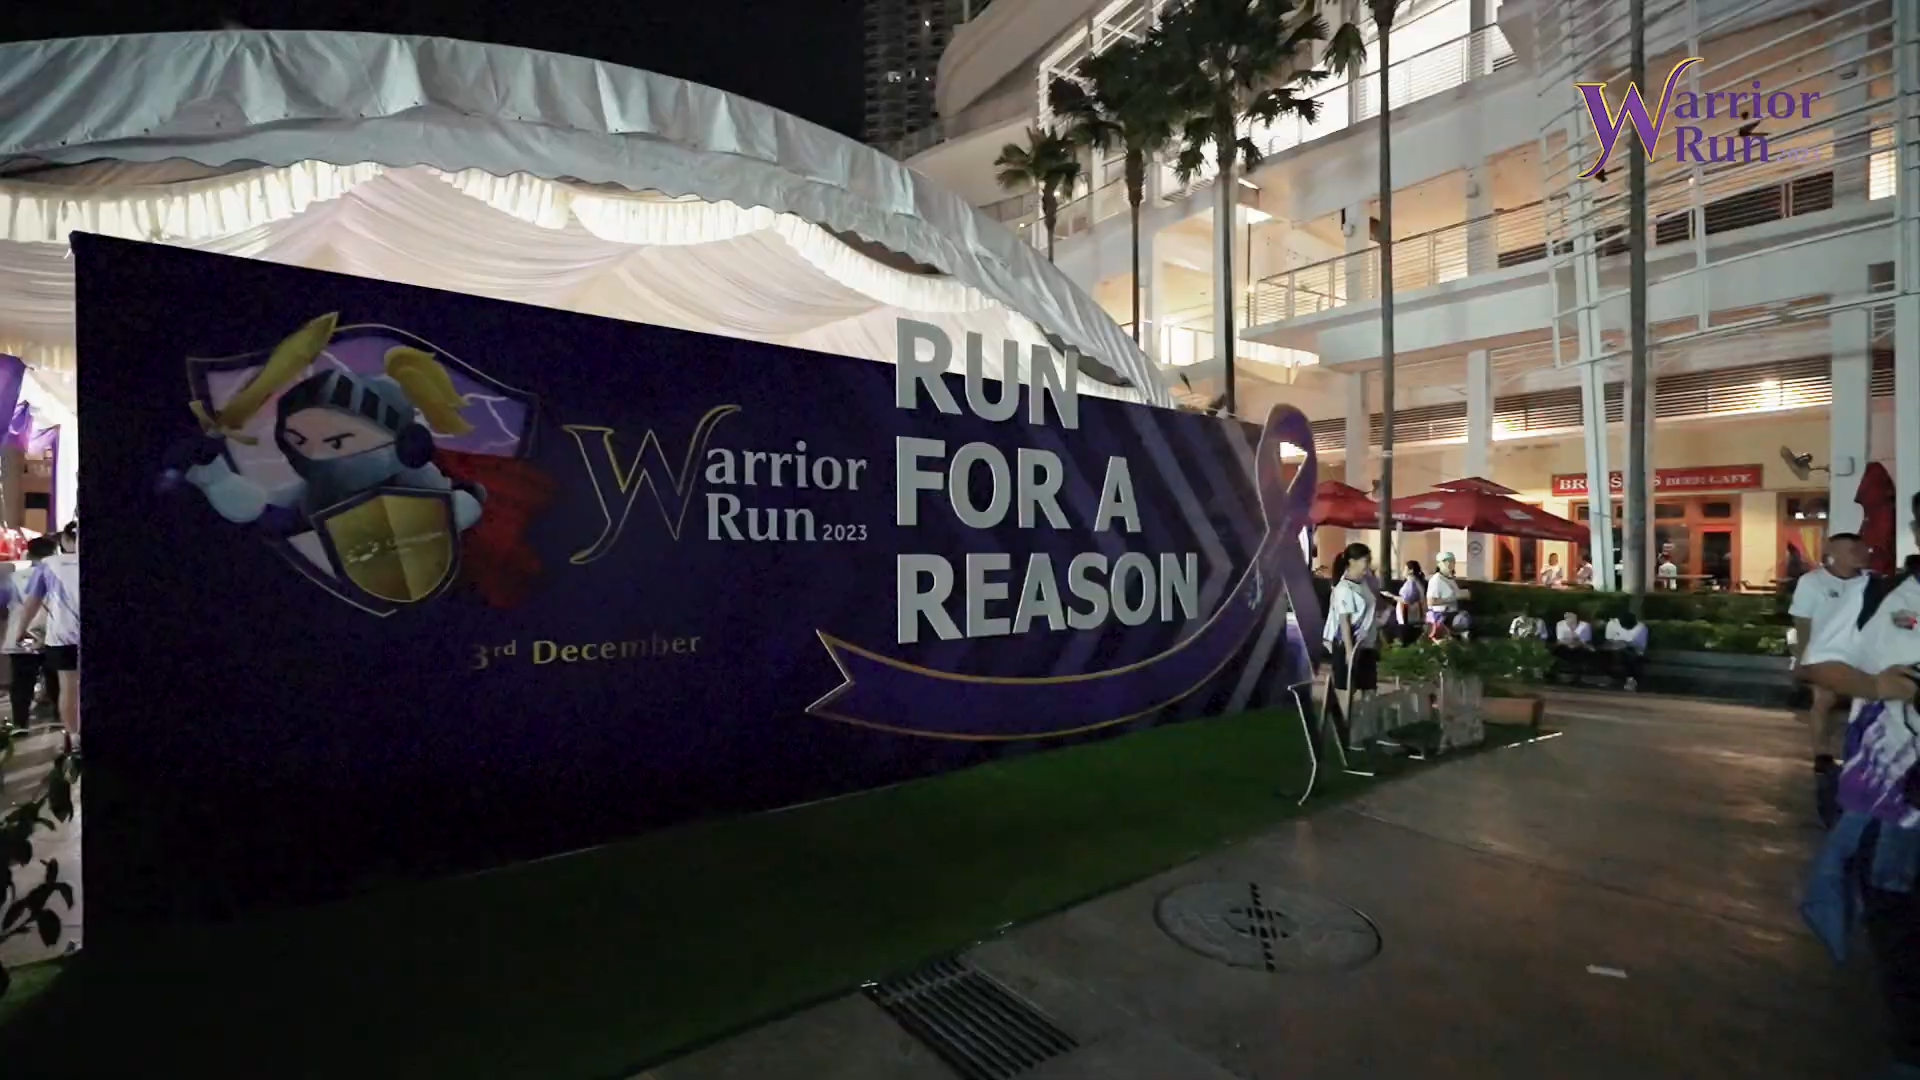 Warrior
Run
Warrior
Run 2023
3rd December
RUN
FOR A
REASON
BEER CAFE